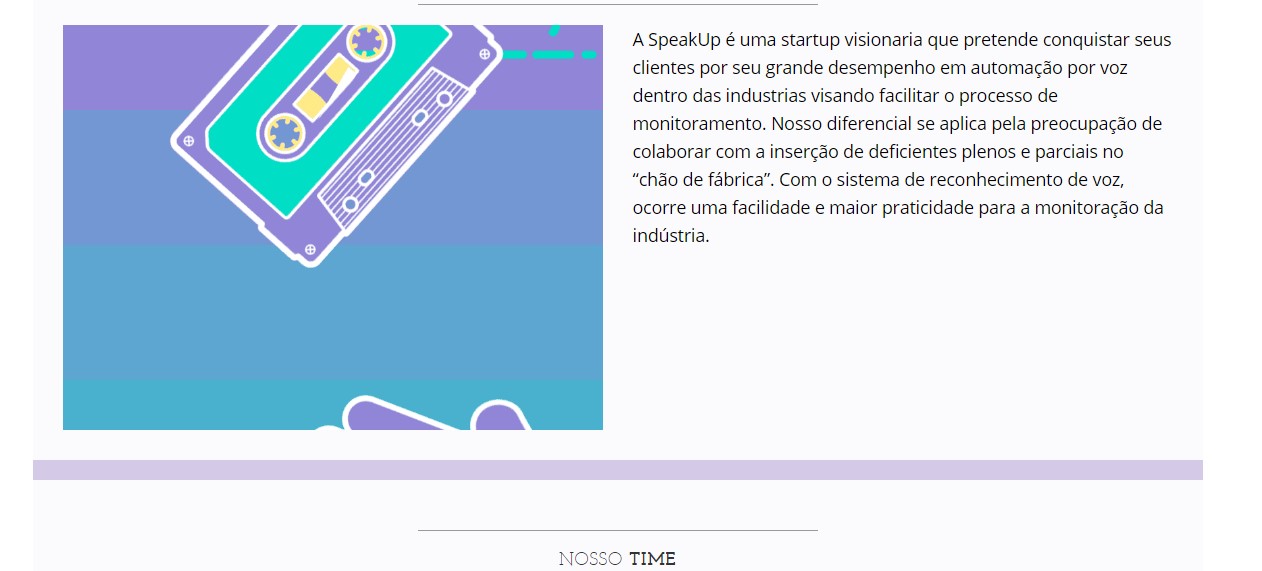 A SpeakUp é uma startup visionaria que pretende conquistar seus
clientes por seu grande desempenho em automação por voz
dentro das industrias visando facilitar o processo de
monitoramento. Nosso diferencial se aplica pela preocupação de
colaborar com a inserção de deficientes plenos e parciais no
“chão de fábrica”. Com o sistema de reconhecimento de voz,
ocorre uma facilidade e maior praticidade para a monitoração da
indústria.
NOSSO TIME